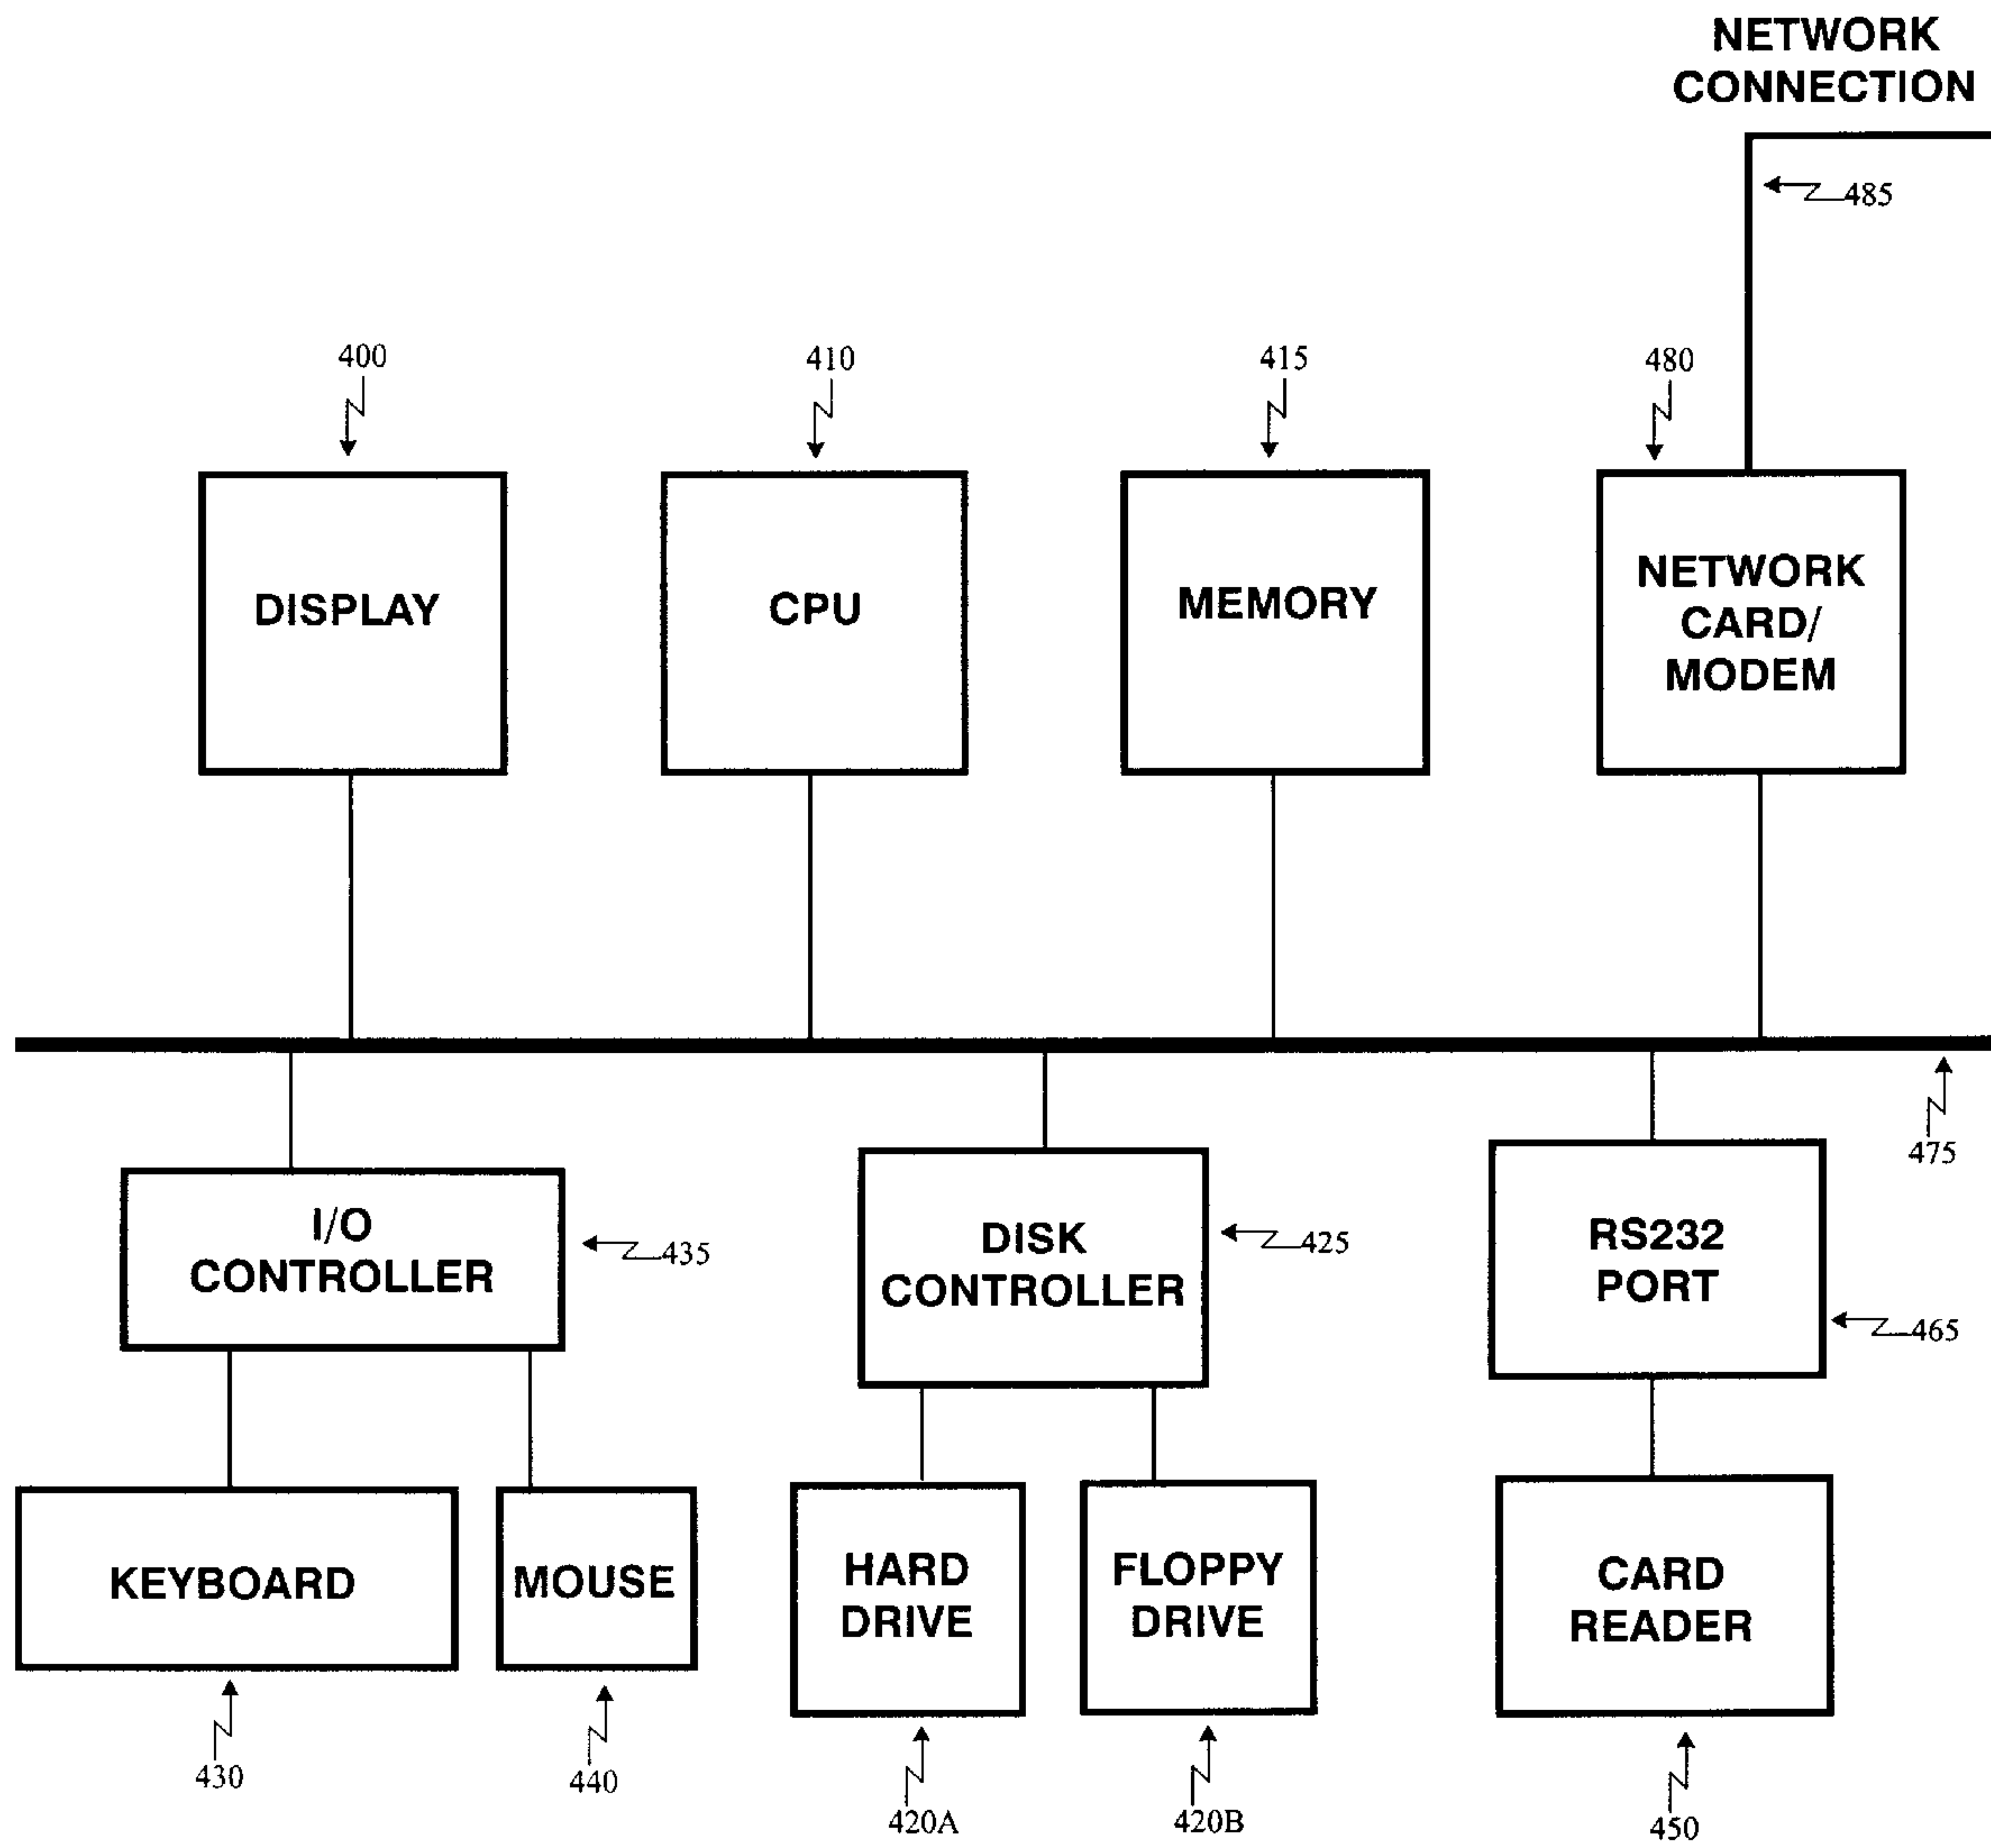 NETWORK
CONNECTION
485
400
410
415
480
DISPLAY
CPU
MEMORY
NETWORK
CARD/
MODEM
475
I/O
CONTROLLER
435
DISK
CONTROLLER
425
RS232
PORT
465
KEYBOARD
MOUSE
HARD
DRIVE
FLOPPY
DRIVE
CARD
READER
430
440
420A
420B
450